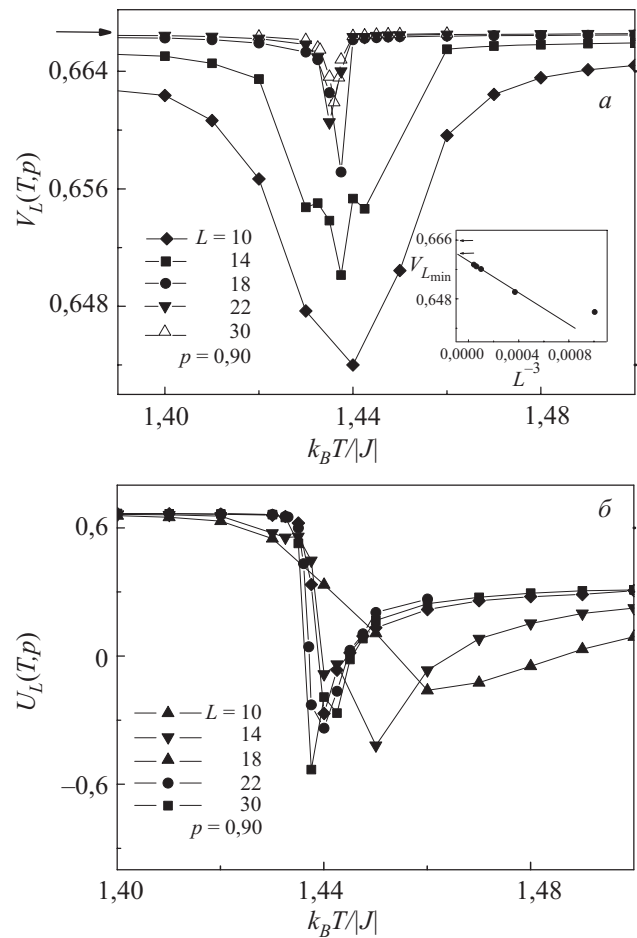 0,664
0,656
0,648
V_L(T,p)
а
L = 10
14
18
22
30
p = 0,90
0,666
V_Lmin
0,648
0,0000 0,0004 0,0008
L^–3
1,40 1,44 1,48
k_BT/|J|
б
0,6
0
–0,6
U_L(T,p)
L = 10
14
18
22
30
p = 0,90
1,40 1,44 1,48
k_BT/|J|